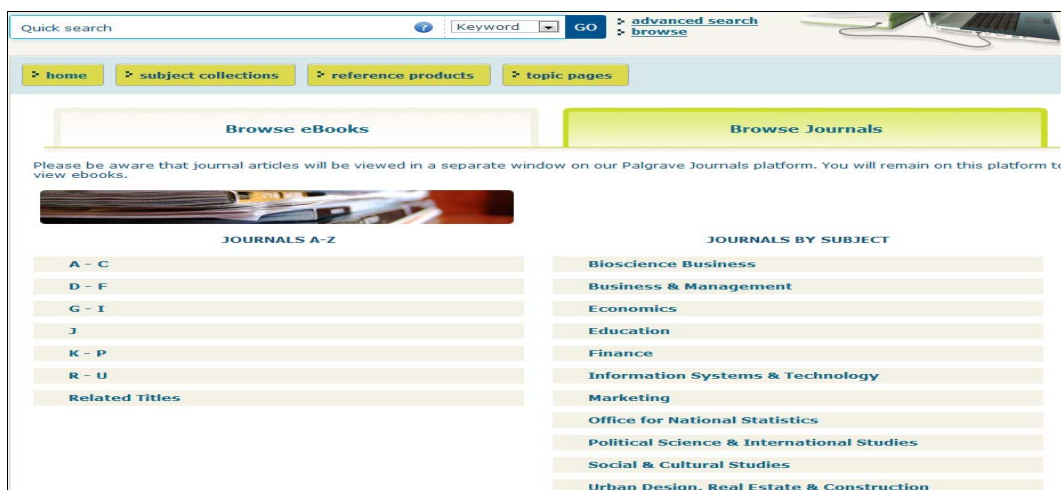 Quick search
Keyword
GO
advanced search
browse
home
subject collections
reference products
topic pages
Browse eBooks
Browse Journals
Please be aware that journal articles will be viewed in a separate window on our Palgrave Journals platform. You will remain on this platform to
view ebooks.
JOURNALS A-Z
A - C
D - F
G - I
J
K - P
R - U
Related Titles
JOURNALS BY SUBJECT
Bioscience Business
Business & Management
Economics
Education
Finance
Information Systems & Technology
Marketing
Office for National Statistics
Political Science & International Studies
Social & Cultural Studies
Urban Design, Real Estate & Construction